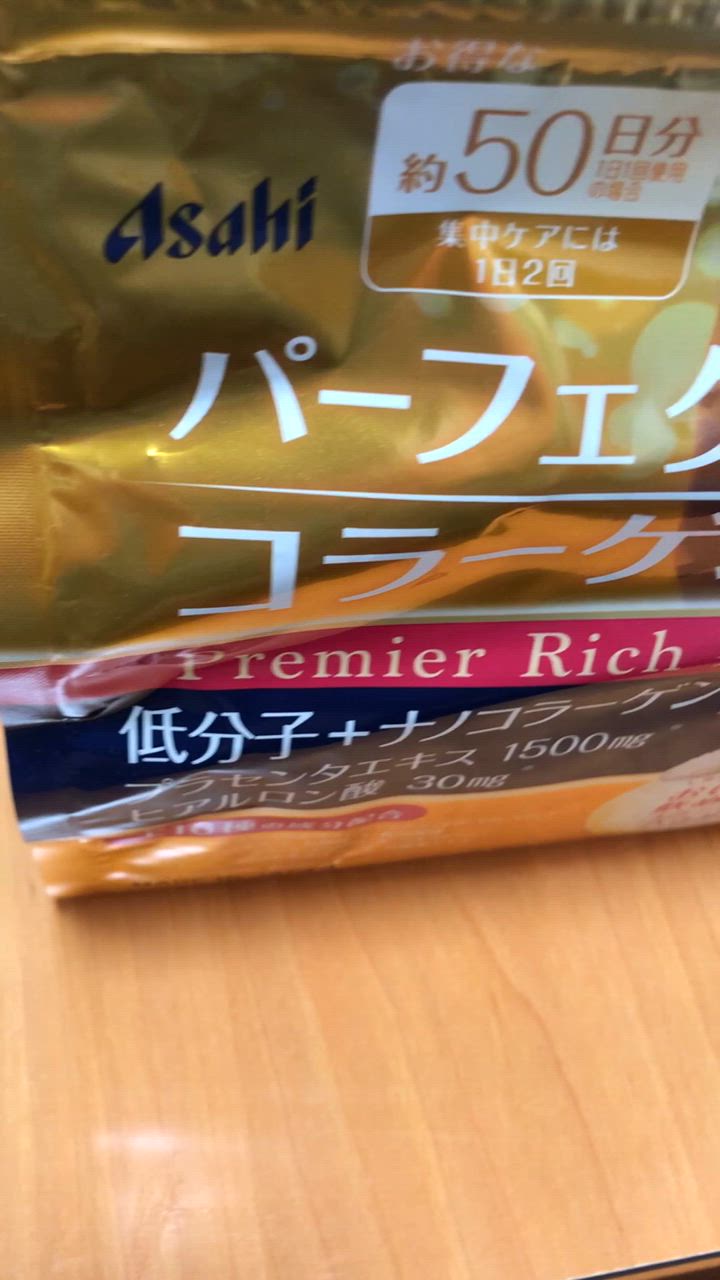 お得な
約50日分
1日1回使用
の場合
集中ケアには
1日2回
Asahi
パーフェク
コラーゲン
Premier Rich
低分子+ナノコラーゲン
プラセンタエキス 1500mg
ヒアルロン酸 30mg